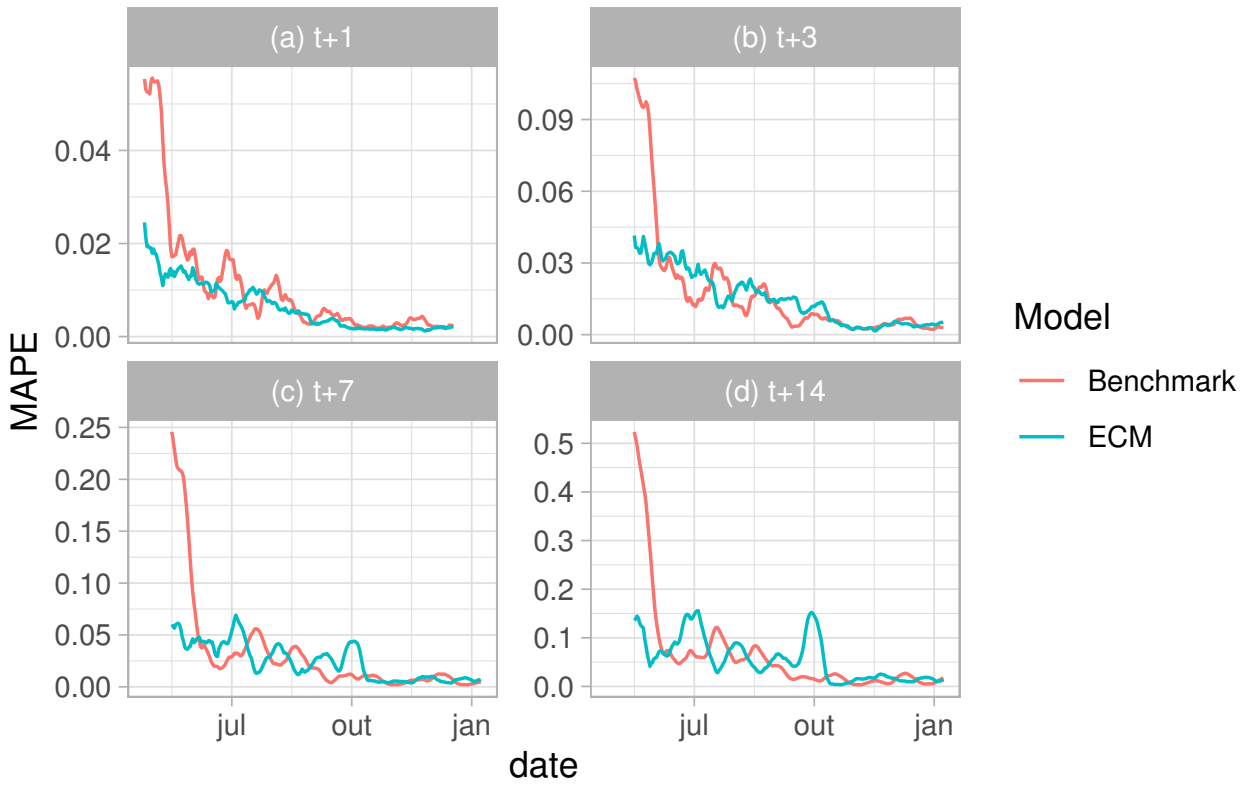 (a) t+1
(b) t+3
0.04
0.02
0.00
0.09
0.06
0.03
0.00
MAPE
(c) t+7
(d) t+14
0.25
0.20
0.15
0.10
0.05
0.00
0.5
0.4
0.3
0.2
0.1
0.0
jul
out
jan
jul
out
jan
date
Model
Benchmark
ECM